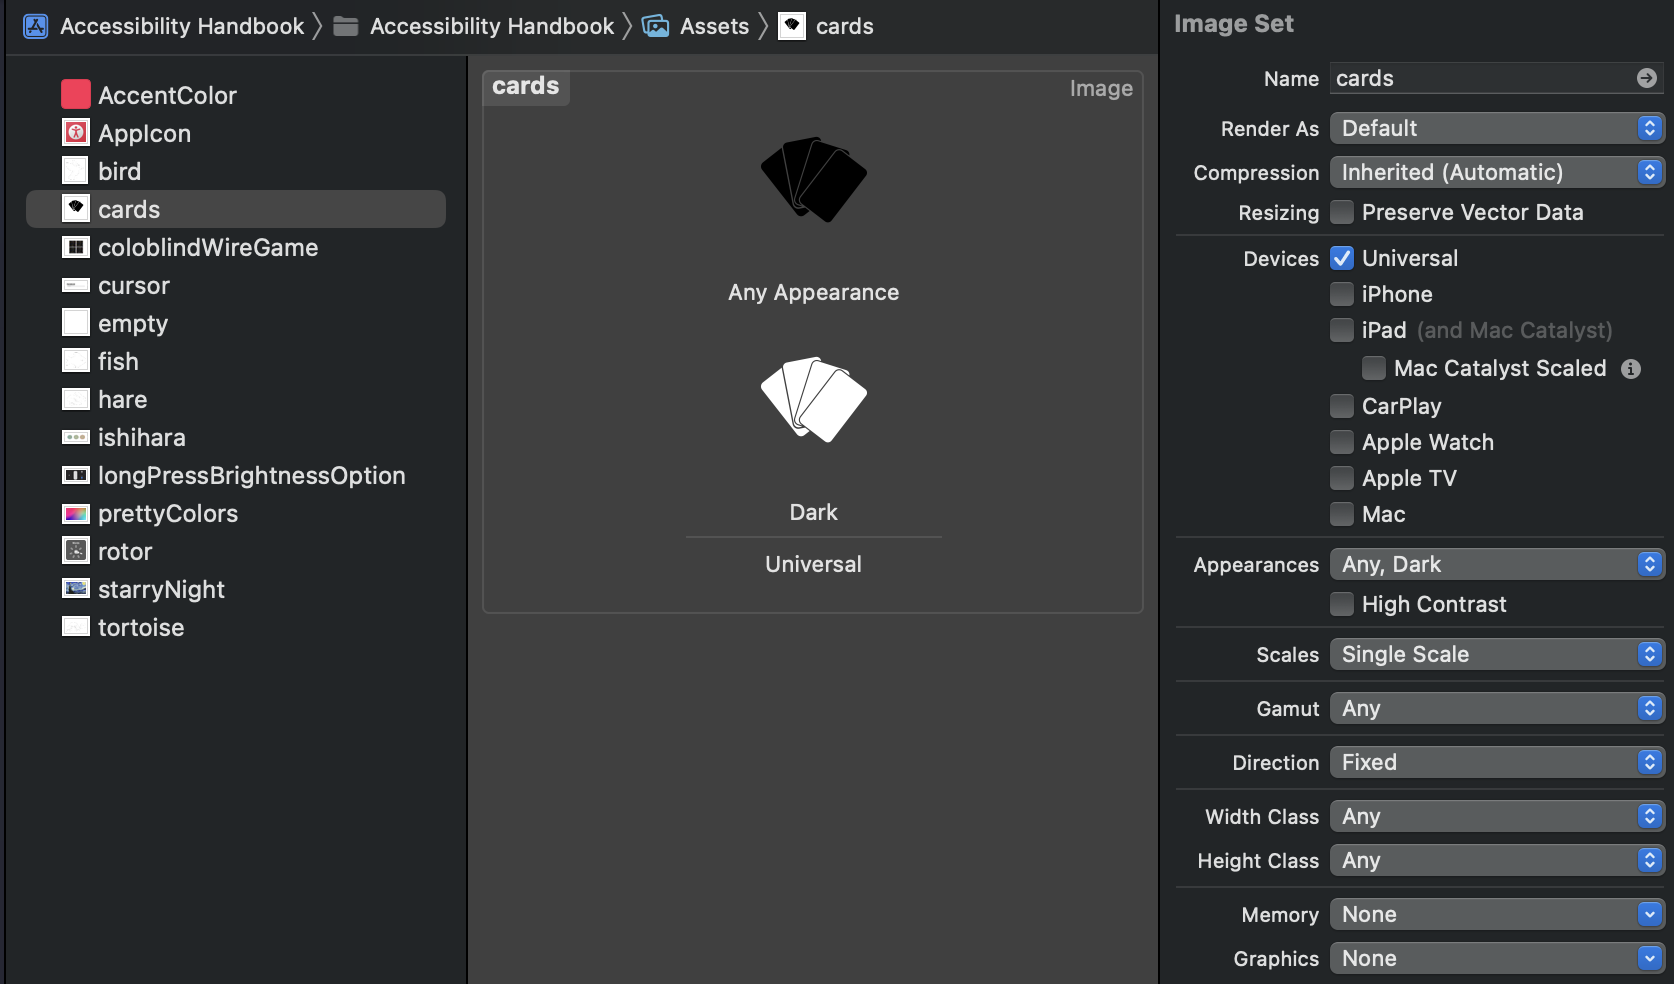 Accessibility Handbook
Accessibility Handbook
Assets
cards
AccentColor
AppIcon
bird
cards
coloblindWireGame
cursor
empty
fish
hare
ishihara
longPressBrightnessOption
prettyColors
rotor
starryNight
tortoise
cards
Image
Any Appearance
Dark
Universal
Image Set
Name cards
Render As Default
Compression Inherited (Automatic)
Resizing Preserve Vector Data
Devices Universal
iPhone
iPad (and Mac Catalyst)
Mac Catalyst Scaled
CarPlay
Apple Watch
Apple TV
Mac
Appearances Any, Dark
High Contrast
Scales Single Scale
Gamut Any
Direction Fixed
Width Class Any
Height Class Any
Memory None
Graphics None